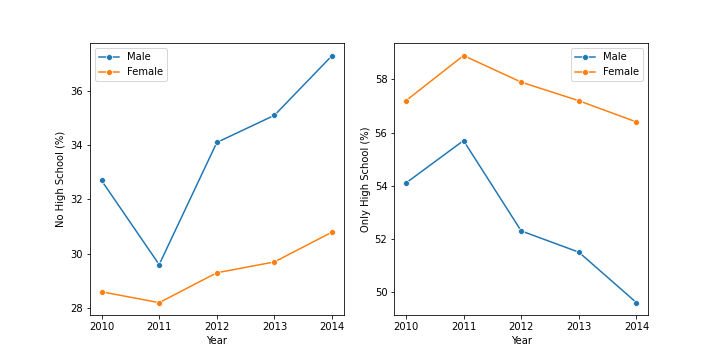 No High School (%)
36
34
32
30
28
Male
Female
2010
2011
2012
2013
2014
Year
Only High School (%)
58
56
54
52
50
Male
Female
2010
2011
2012
2013
2014
Year